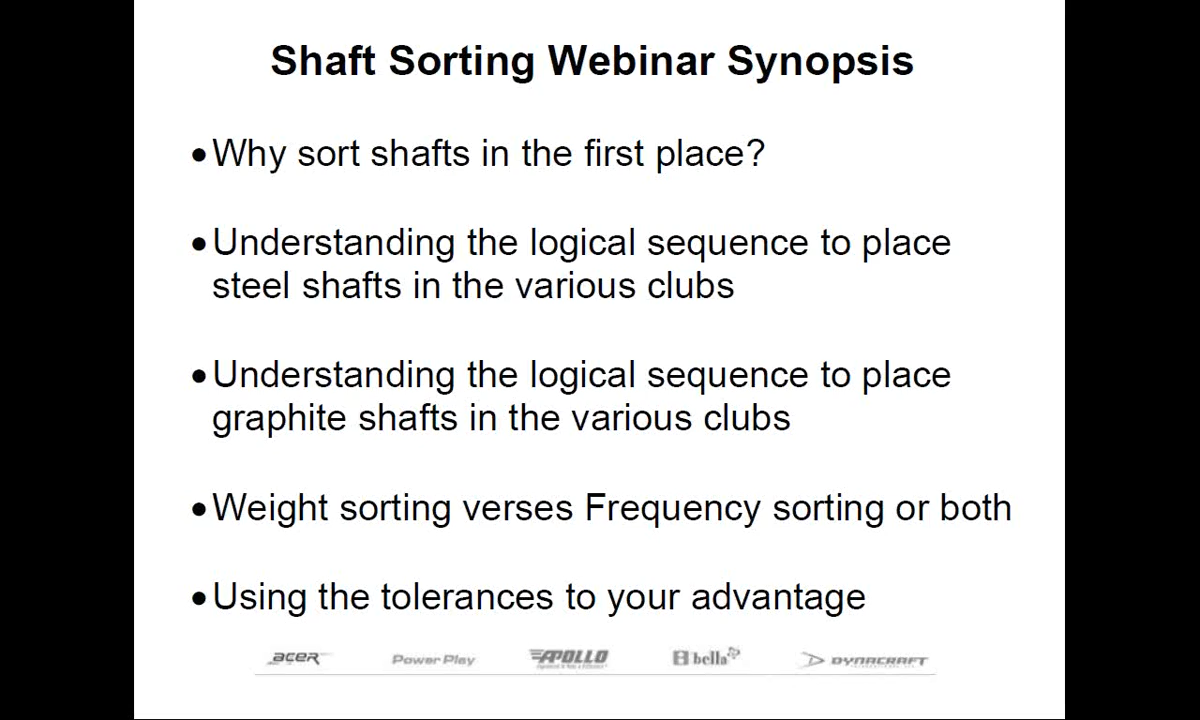 Shaft Sorting Webinar Synopsis
•Why sort shafts in the first place?
•Understanding the logical sequence to place
steel shafts in the various clubs
•Understanding the logical sequence to place
graphite shafts in the various clubs
•Weight sorting verses Frequency sorting or both
•Using the tolerances to your advantage
acer Power Play APOLLO bella DYNACRAFT